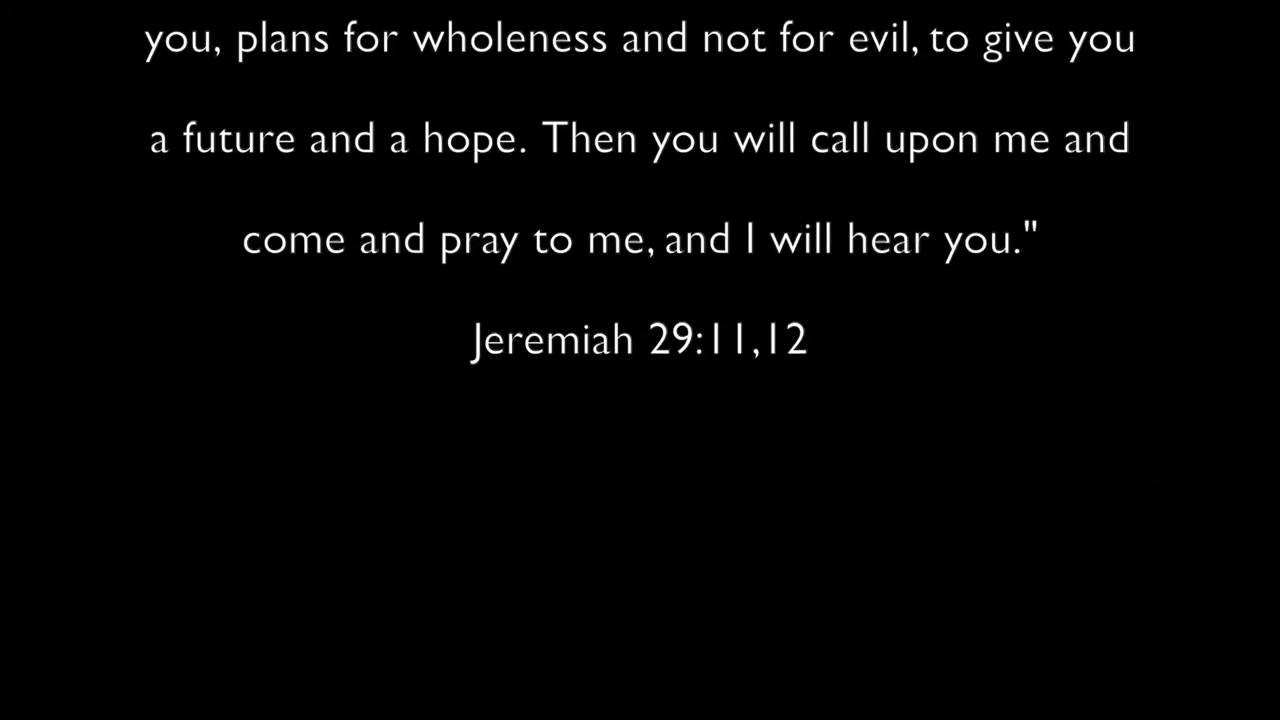 you, plans for wholeness and not for evil, to give you
a future and a hope. Then you will call upon me and
come and pray to me, and I will hear you."
Jeremiah 29:11,12